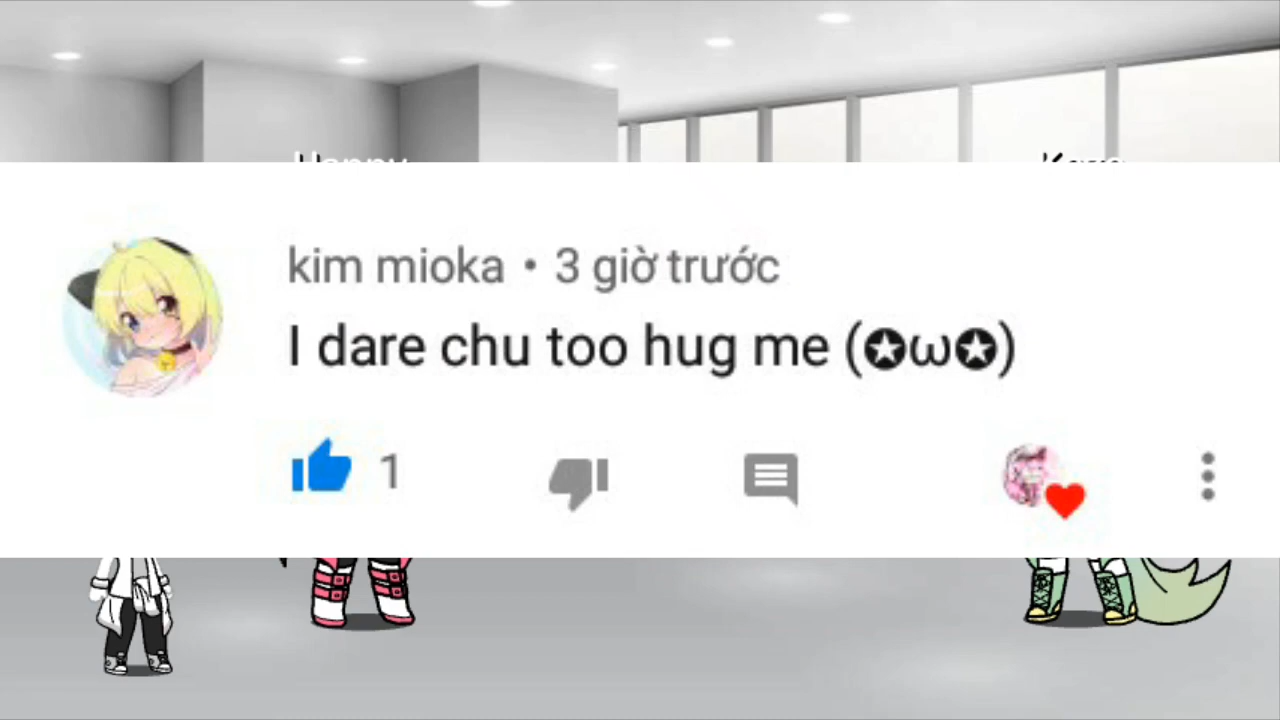 kim mioka • 3 giờ trước
I dare chu too hug me (✪ω✪)
1